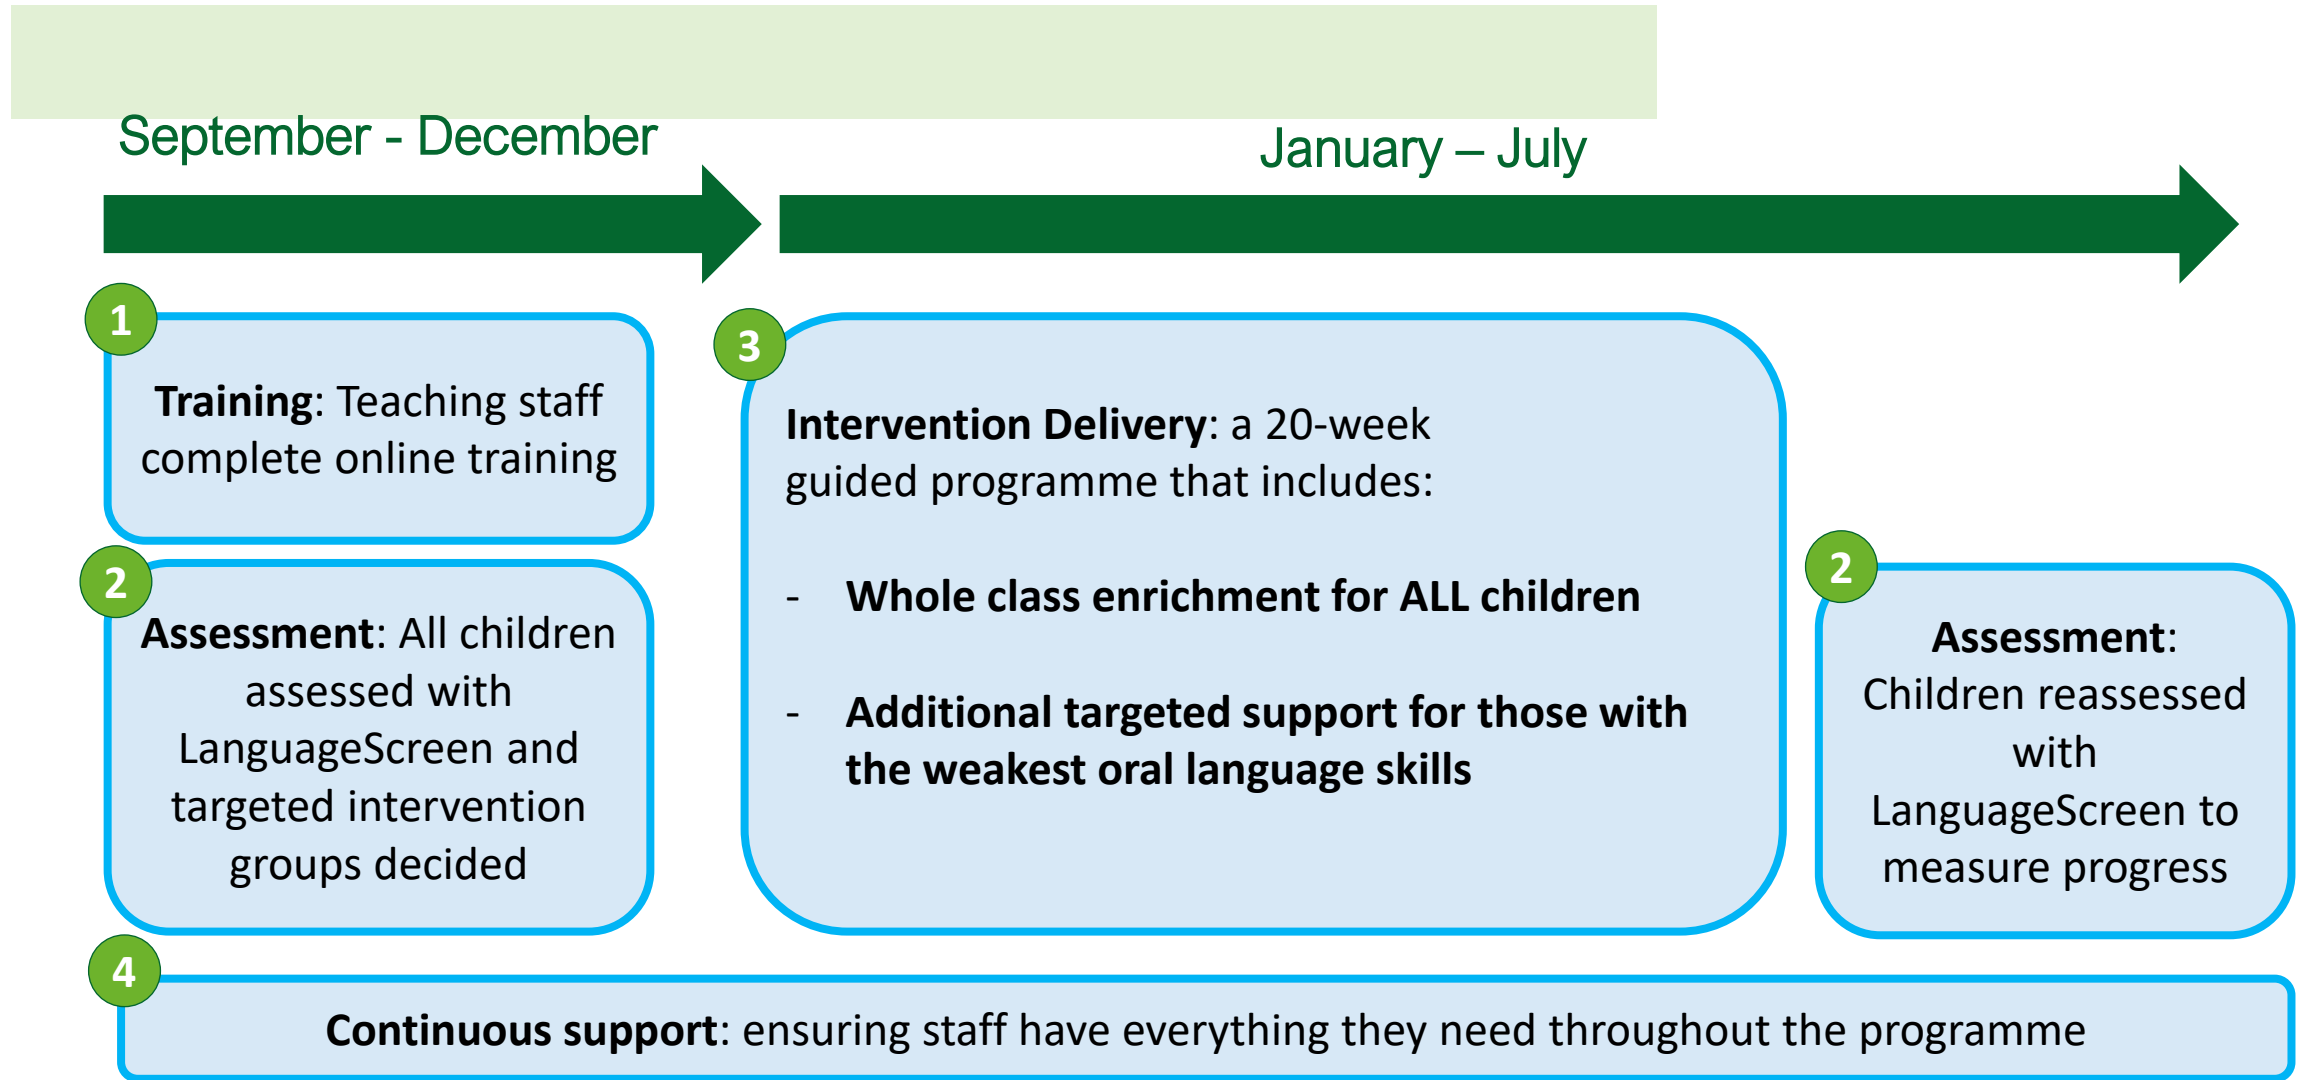 September - December
January – July
1
Training: Teaching staff
complete online training
2
Assessment: All children
assessed with
LanguageScreen and
targeted intervention
groups decided
3
Intervention Delivery: a 20-week
guided programme that includes:
- Whole class enrichment for ALL children
- Additional targeted support for those with
the weakest oral language skills
2
Assessment:
Children reassessed
with
LanguageScreen to
measure progress
4
Continuous support: ensuring staff have everything they need throughout the programme